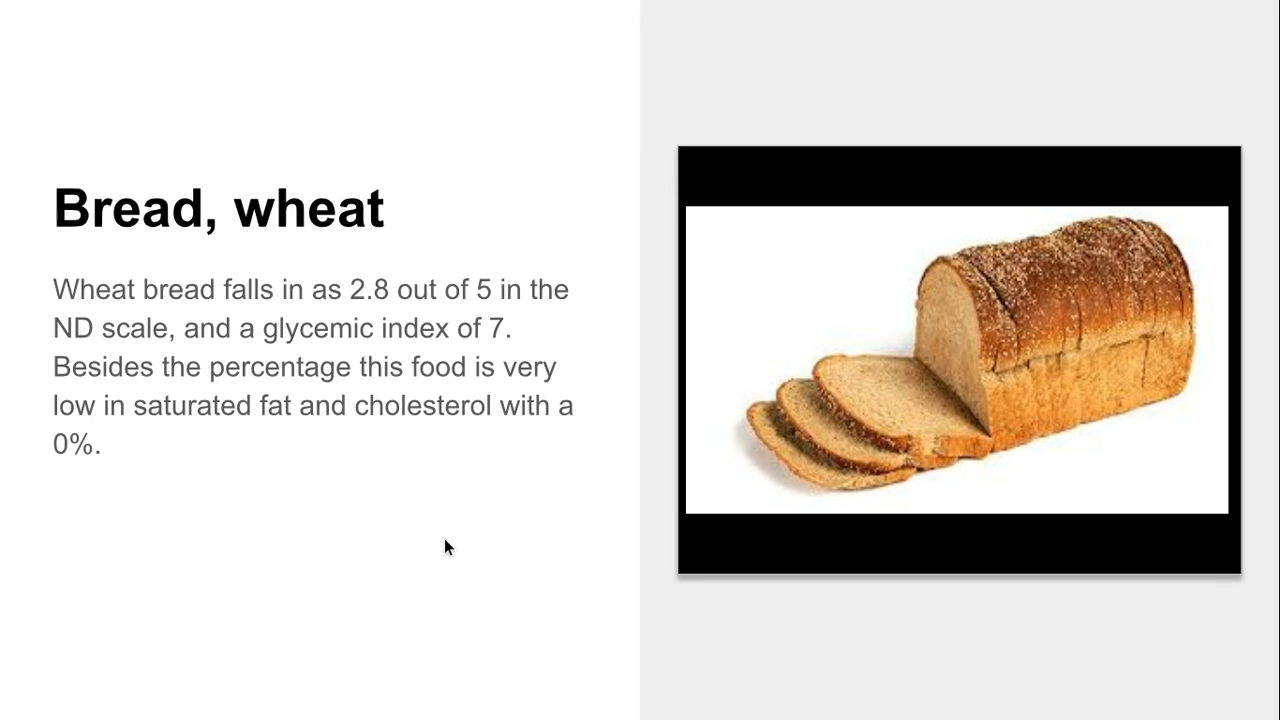 Bread, wheat
Wheat bread falls in as 2.8 out of 5 in the
ND scale, and a glycemic index of 7.
Besides the percentage this food is very
low in saturated fat and cholesterol with a
0%.